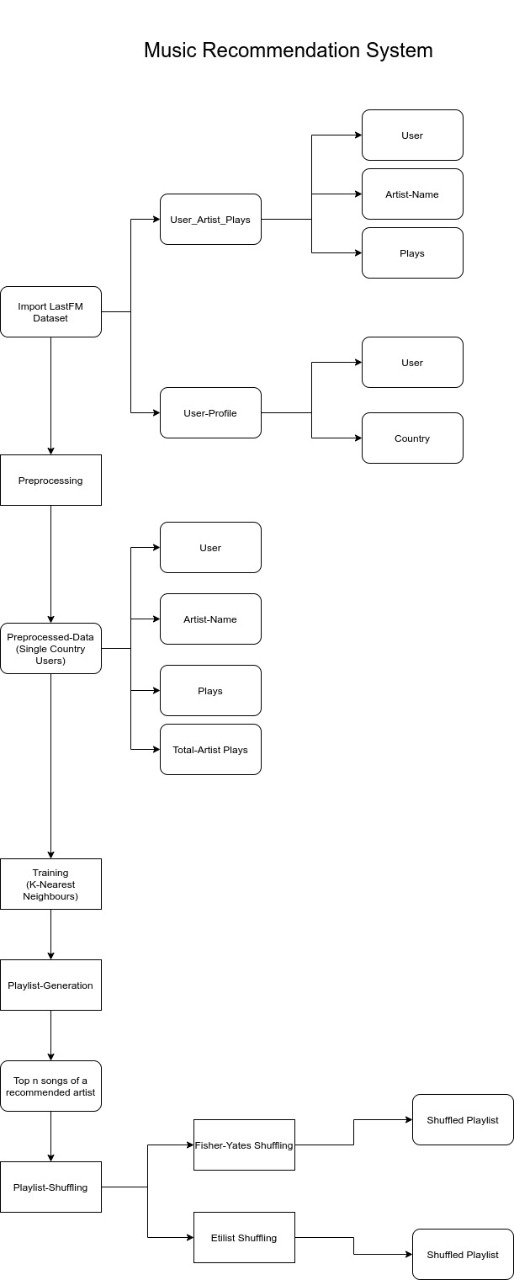 Music Recommendation System
User
User_Artist_Plays
Artist-Name
Plays
Import LastFM
Dataset
User
User-Profile
Country
Preprocessing
User
Artist-Name
Preprocessed-Data
(Single Country
Users)
Plays
Total-Artist Plays
Training
(K-Nearest
Neighbours)
Playlist-Generation
Top n songs of a
recommended artist
Shuffled Playlist
Fisher-Yates Shuffling
Playlist-Shuffling
Etilist Shuffling
Shuffled Playlist